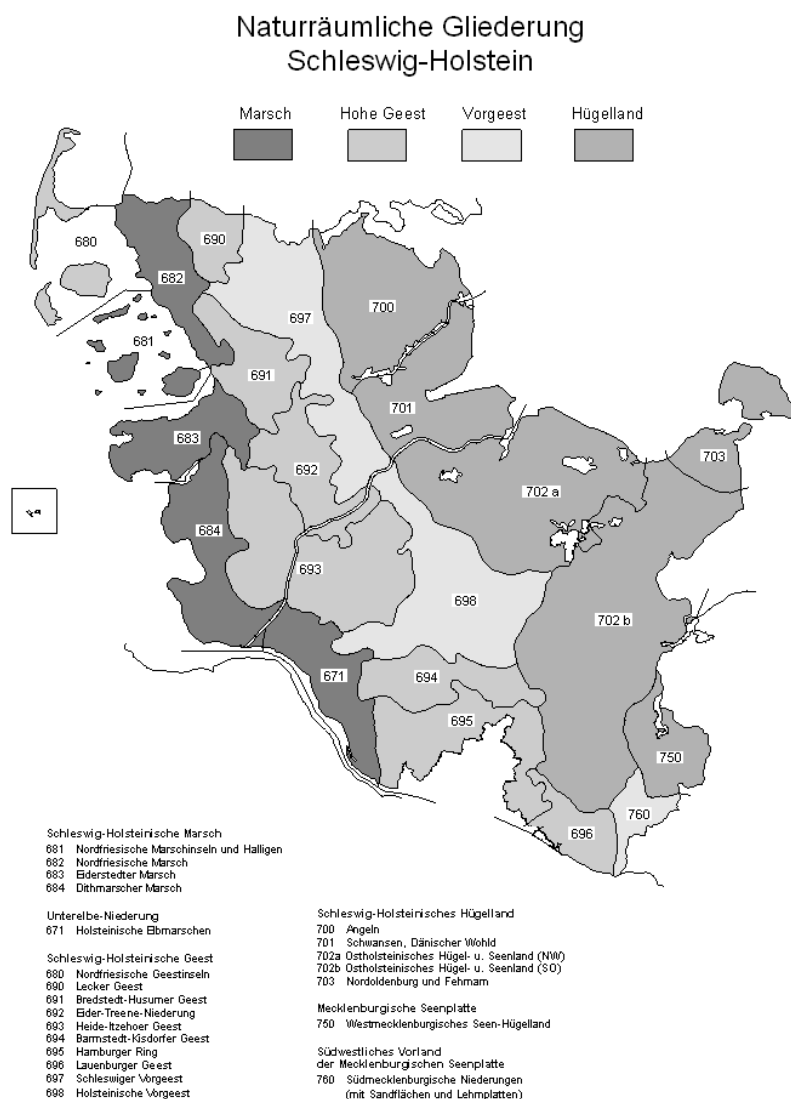 Naturräumliche Gliederung
Schleswig-Holstein
Marsch
Hohe Geest
Vorgeest
Hügelland
680
690
682
700
697
681
691
701
683
703
692
702 a
684
693
698
702 b
671
694
695
750
760
696
Schleswig-Holsteinische Marsch
681 Nordfriesische Marschinseln und Halligen
682 Nordfriesische Marsch
683 Eiderstedter Marsch
684 Dithmarscher Marsch
Unterelbe-Niederung
671 Holsteinische Elbmarschen
Schleswig-Holsteinische Geest
680 Nordfriesische Geestinseln
690 Lecker Geest
691 Bredstedt-Husumer Geest
692 Eider-Treene-Niederung
693 Heide-Itzehoer Geest
694 Barmstedt-Kisdorfer Geest
695 Hamburger Ring
696 Lauenburger Geest
697 Schleswiger Vorgeest
698 Holsteinische Vorgeest
Schleswig-Holsteinisches Hügelland
700 Angeln
701 Schwansen, Dänischer Wohld
702a Ostholsteinisches Hügel- u. Seenland (NW)
702b Ostholsteinisches Hügel- u. Seenland (SO)
703 Nordoldenburg und Fehmarn
Mecklenburgische Seenplatte
750 Westmecklenburgisches Seen-Hügelland
Südwestliches Vorland
der Mecklenburgischen Seenplatte
760 Südmecklenburgische Niederungen
(mit Sandflächen und Lehmplatten)